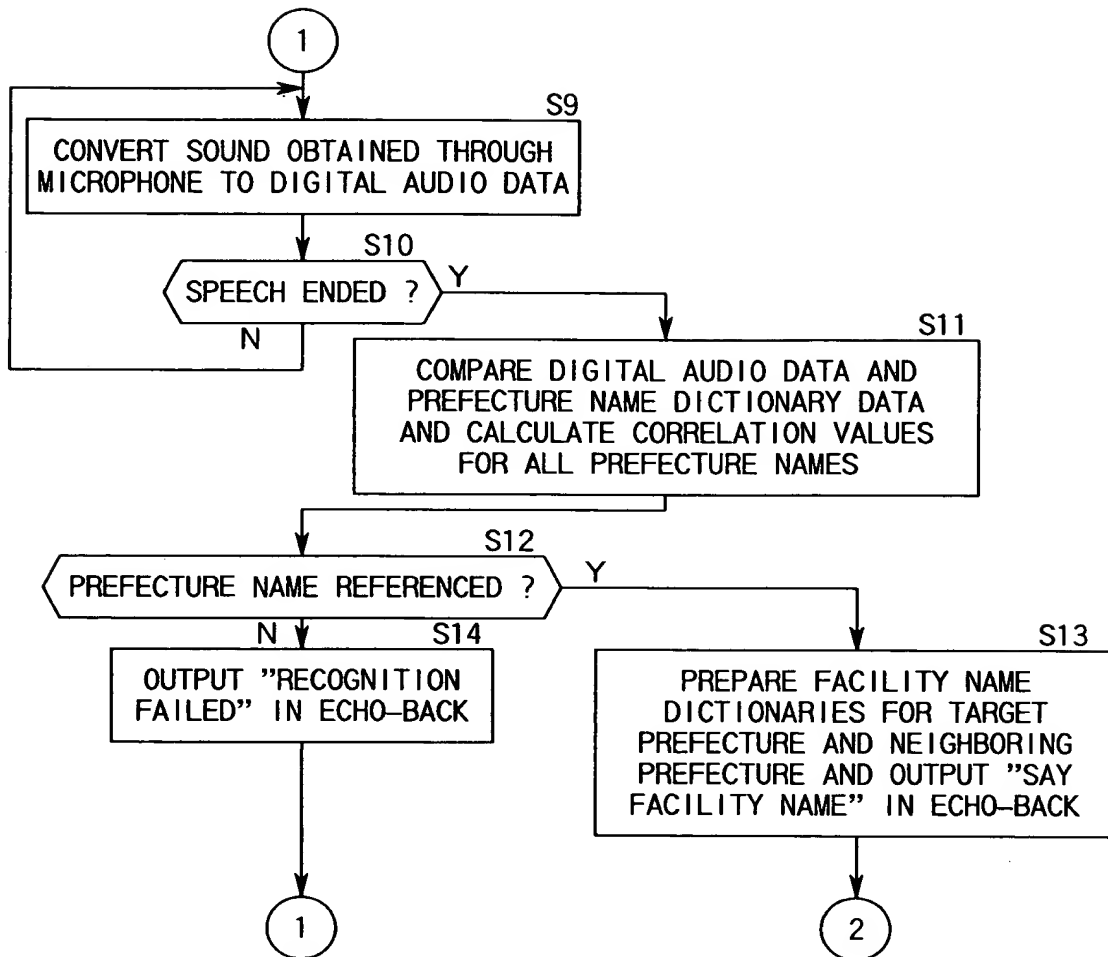 1
S9
CONVERT SOUND OBTAINED THROUGH
MICROPHONE TO DIGITAL AUDIO DATA
S10
SPEECH ENDED ?
Y
N
S11
COMPARE DIGITAL AUDIO DATA AND
PREFECTURE NAME DICTIONARY DATA
AND CALCULATE CORRELATION VALUES
FOR ALL PREFECTURE NAMES
S12
PREFECTURE NAME REFERENCED ?
Y
N
S14
OUTPUT ”RECOGNITION
FAILED” IN ECHO–BACK
S13
PREPARE FACILITY NAME
DICTIONARIES FOR TARGET
PREFECTURE AND NEIGHBORING
PREFECTURE AND OUTPUT ”SAY
FACILITY NAME” IN ECHO–BACK
1
2